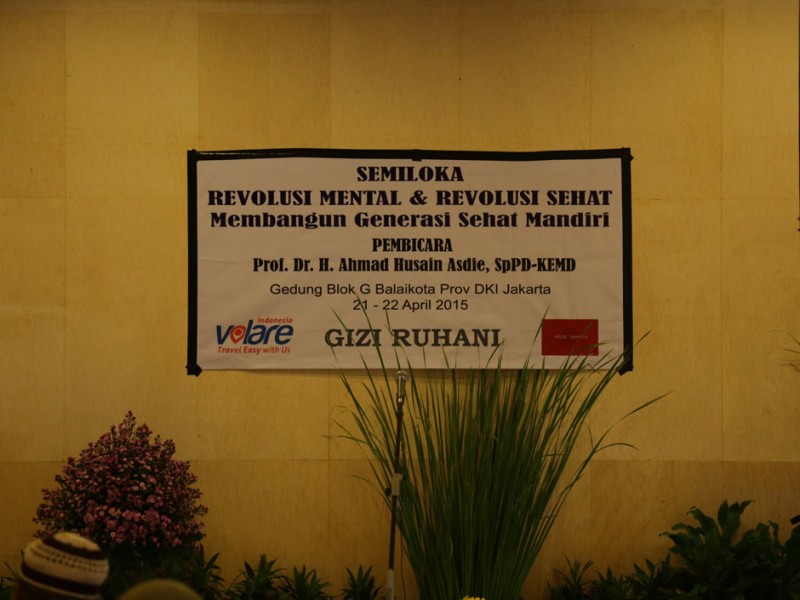 SEMILOKA
REVOLUSI MENTAL & REVOLUSI SEHAT
Membangun Generasi Sehat Mandiri
PEMBICARA
Prof. Dr. H. Ahmad Husain Asdie, SpPD-KEMD
Gedung Blok G Balaikota Prov DKI Jakarta
21 - 22 April 2015
Indonesia
volare
Travel Easy with Us
GIZI RUHANI